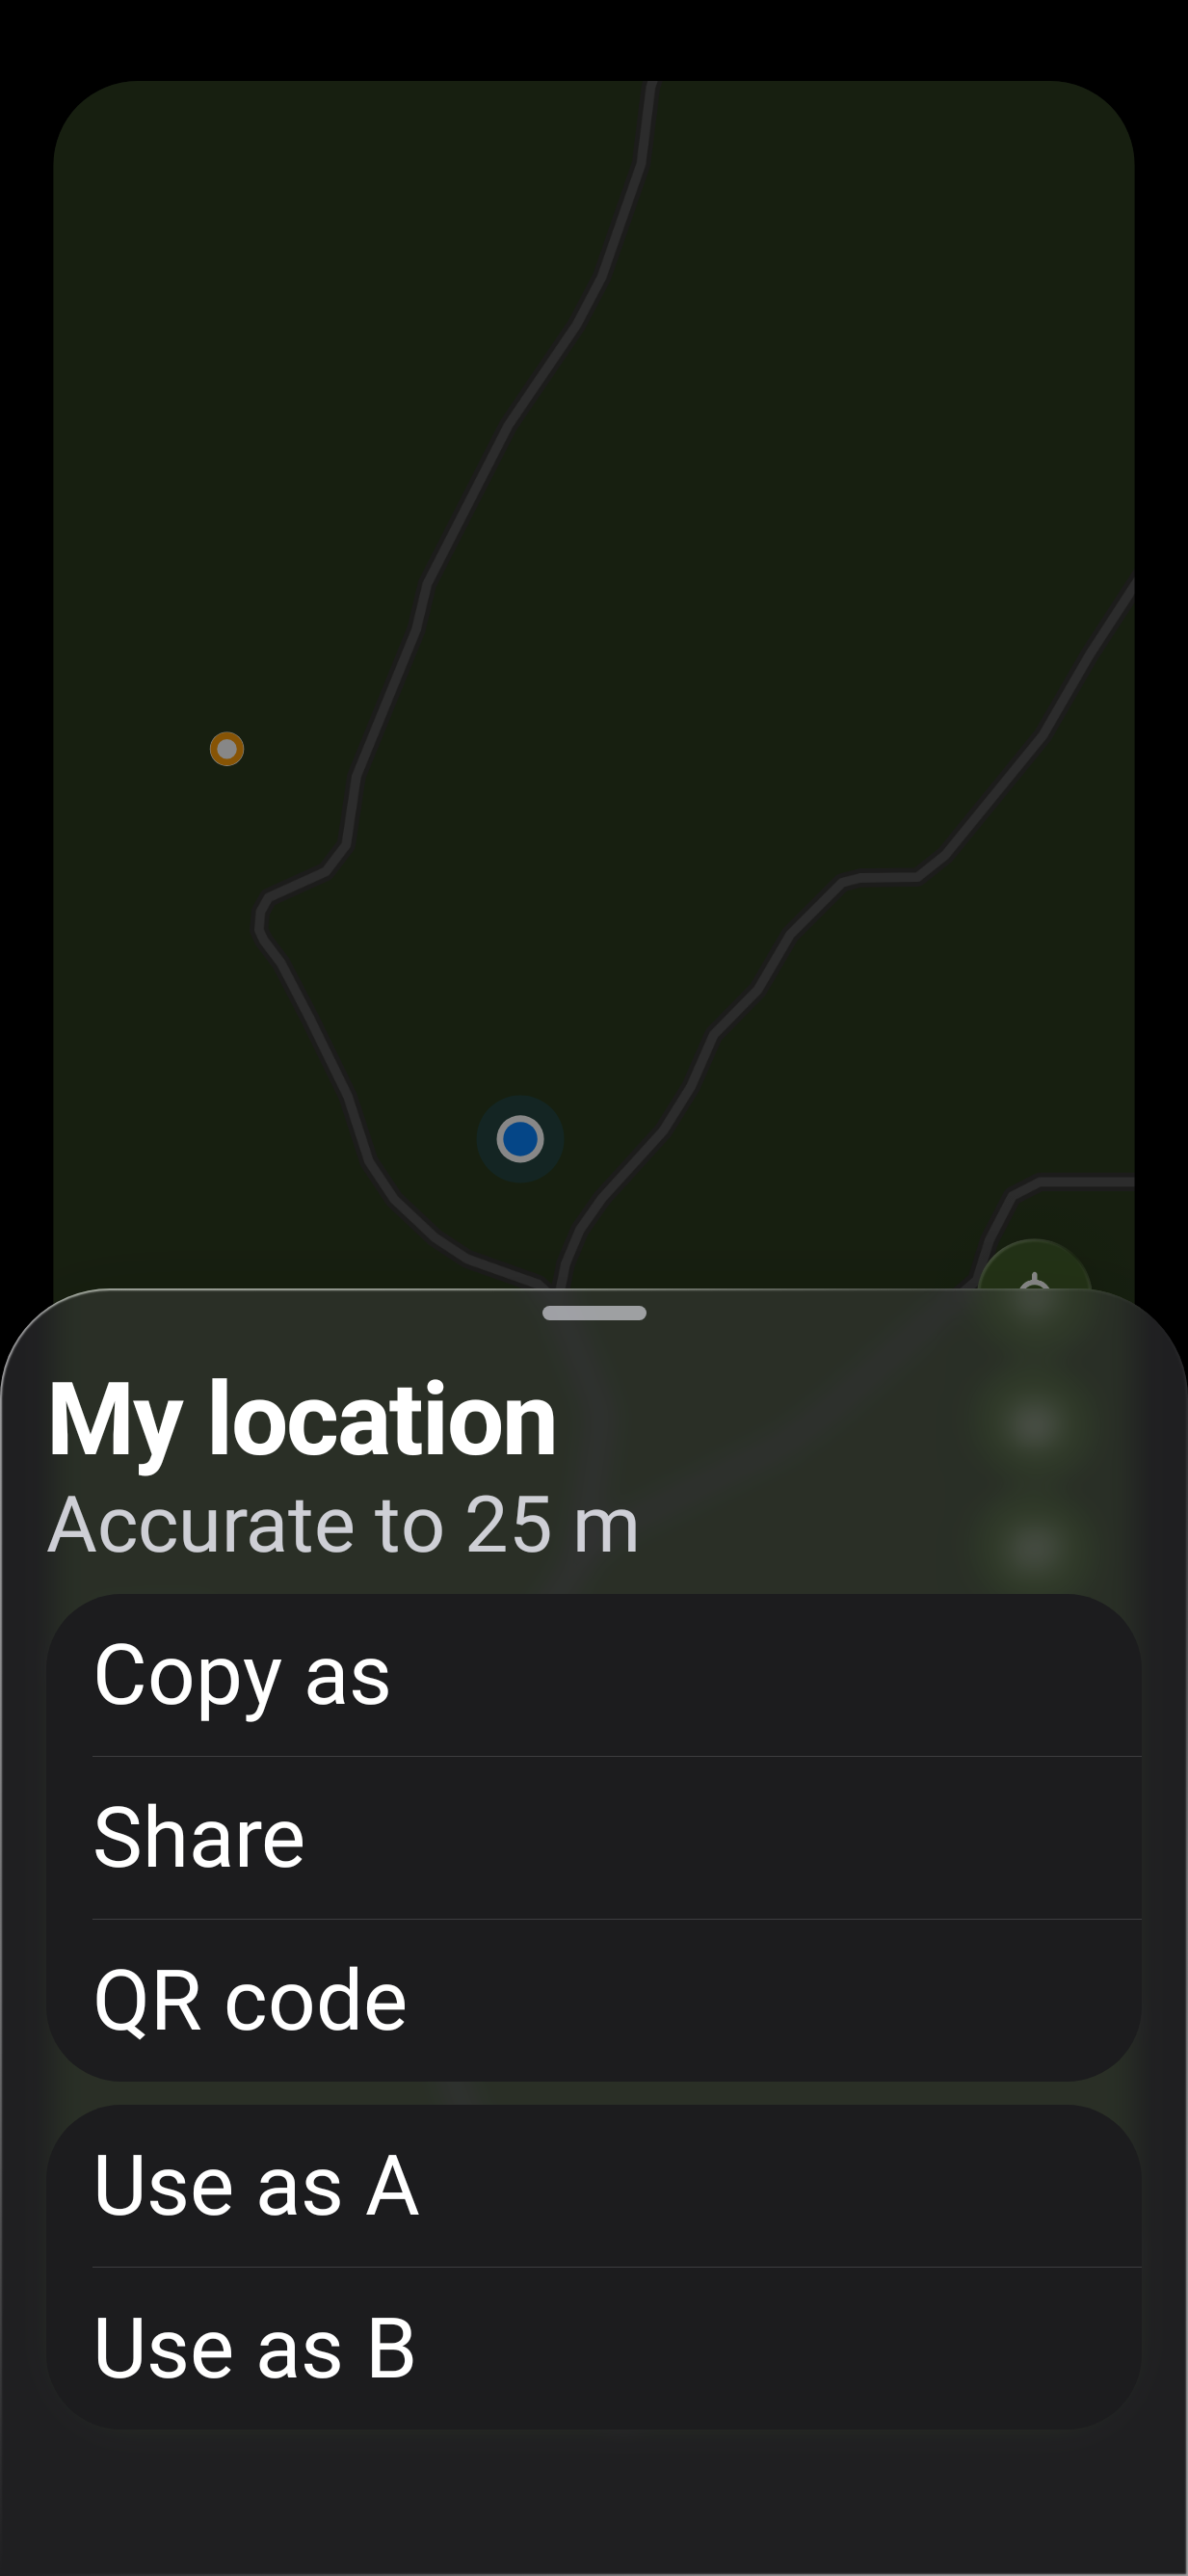 My location
Accurate to 25 m
Copy as
Share
QR code
Use as A
Use as B